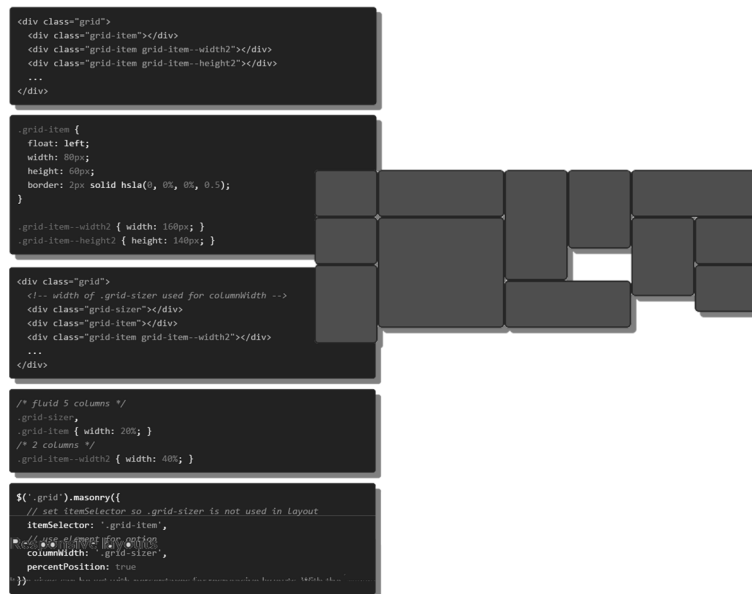 <div class="grid">
<div class="grid-item"></div>
<div class="grid-item grid-item--width2"></div>
<div class="grid-item grid-item--height2"></div>
...
</div>
.grid-item {
float: left;
width: 80px;
height: 60px;
border: 2px solid hsla(0, 0%, 0%, 0.5);
}
.grid-item--width2 { width: 160px; }
.grid-item--height2 { height: 140px; }
<div class="grid">
<!-- width of .grid-sizer used for columnWidth -->
<div class="grid-sizer"></div>
<div class="grid-item"></div>
<div class="grid-item grid-item--width2"></div>
...
</div>
/* fluid 5 columns */
.grid-sizer,
.grid-item { width: 20%; }
/* 2 columns */
.grid-item--width2 { width: 40%; }
$('.grid').masonry({
// set itemSelector so .grid-sizer is not used in layout
itemSelector: '.grid-item',
// use element for option
Responsive layouts
columnWidth: '.grid-sizer',
percentPosition: true
})